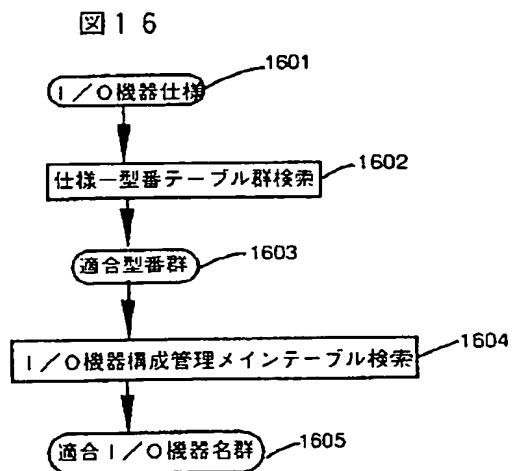 図16
1601
I/O機器仕様
1602
仕様ー型番テーブル群検索
1603
適合型番群
1604
I/O機器構成管理メインテーブル検索
1605
適合I/O機器名群